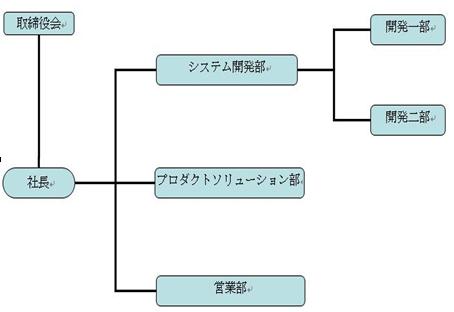 取締役会
開発一部
システム開発部
開発二部
社長
プロダクトソリューション部
営業部